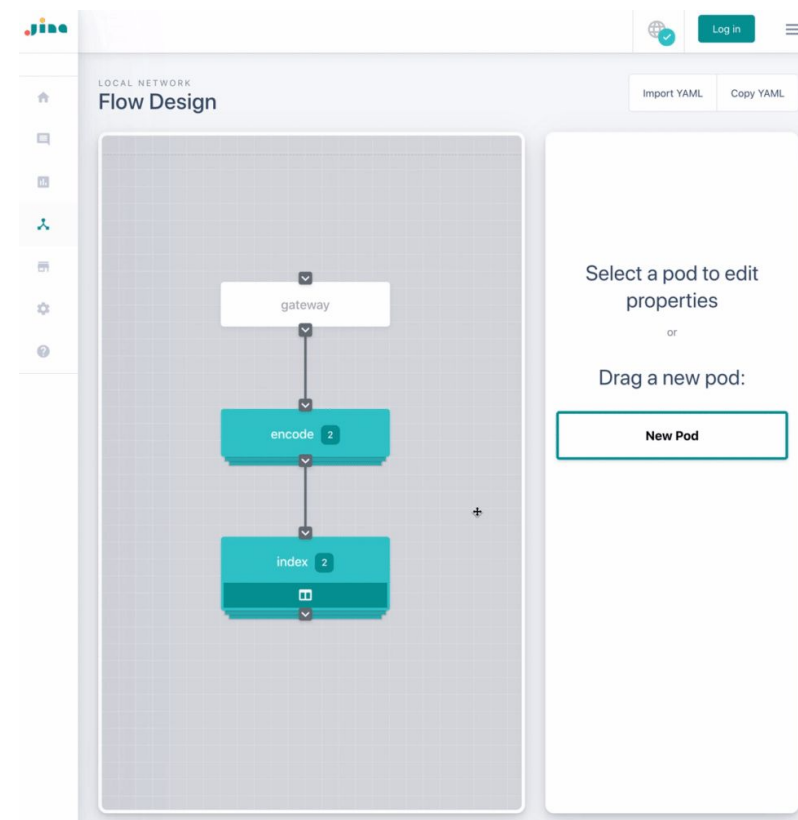 Jina
Log in
LOCAL NETWORK
Flow Design
Import YAML
Copy YAML
gateway
encode 2
index 2
Select a pod to edit
properties
or
Drag a new pod:
New Pod